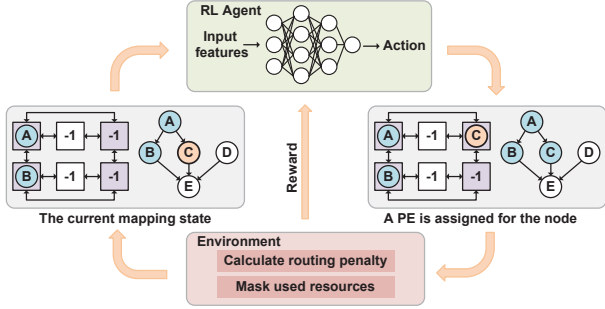 RL Agent
Input
features
Action
A -1 -1
B -1 -1
A
B C D
E
The current mapping state
Reward
A -1 C
B -1 -1
A
B C D
E
A PE is assigned for the node
Environment
Calculate routing penalty
Mask used resources